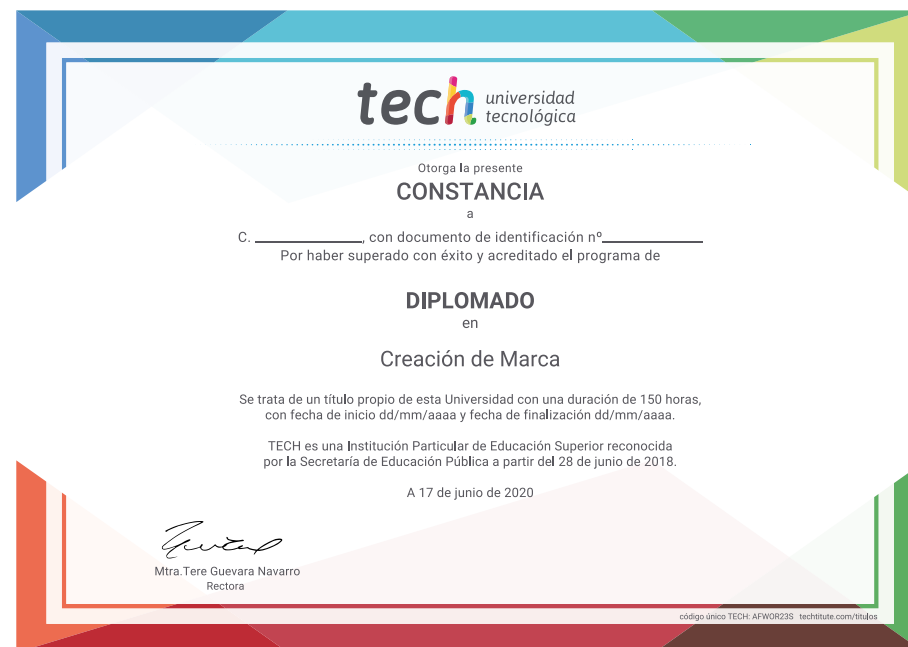 tech universidad
tecnológica
Otorga la presente
CONSTANCIA
a
C. ____________, con documento de identificación nº____________
Por haber superado con éxito y acreditado el programa de
DIPLOMADO
en
Creación de Marca
Se trata de un título propio de esta Universidad con una duración de 150 horas,
con fecha de inicio dd/mm/aaaa y fecha de finalización dd/mm/aaaa.
TECH es una Institución Particular de Educación Superior reconocida
por la Secretaría de Educación Pública a partir del 28 de junio de 2018.
A 17 de junio de 2020
Mtra.Tere Guevara Navarro
Rectora
código único TECH: AFWOR23S techtitute.com/titulos